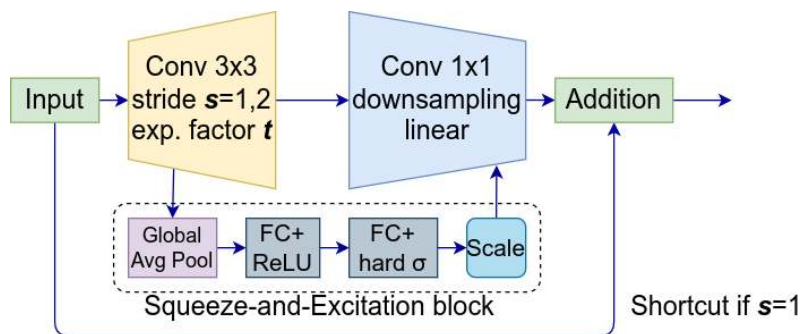 Input
Conv 3x3
stride s=1,2
exp. factor t
Conv 1x1
downsampling
linear
Addition
Global
Avg Pool
FC+
ReLU
FC+
hard σ
Scale
Squeeze-and-Excitation block
Shortcut if s=1